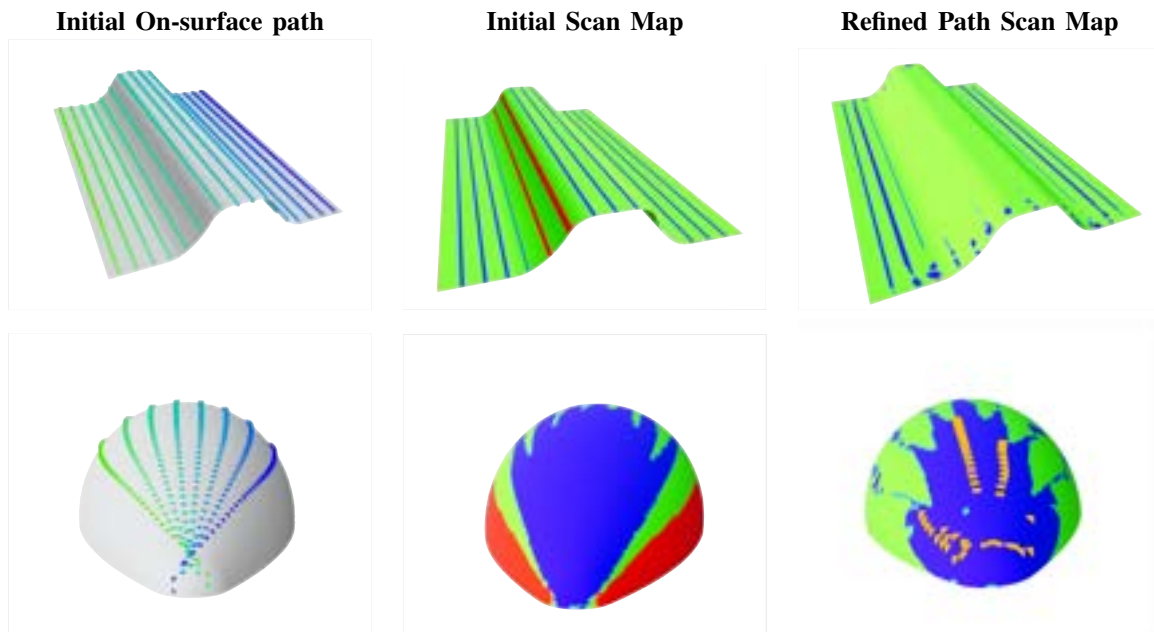 Initial On-surface path
Initial Scan Map
Refined Path Scan Map